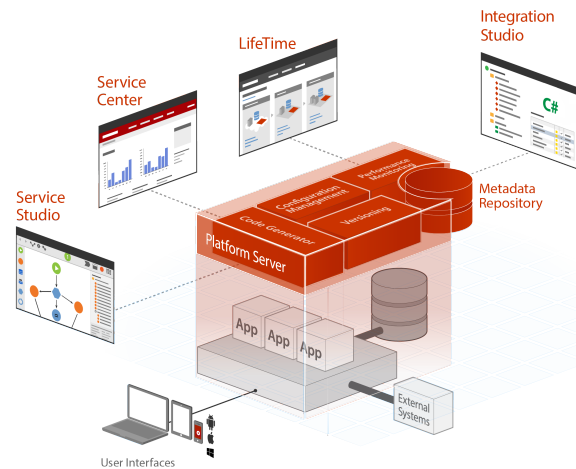 Integration
Studio
LifeTime
Service
Center
Service
Studio
C#
Performance
Monitoring
Configuration
Management
Code Generator
Versioning
Metadata
Repository
Platform Server
App
App
App
External
Systems
User Interfaces